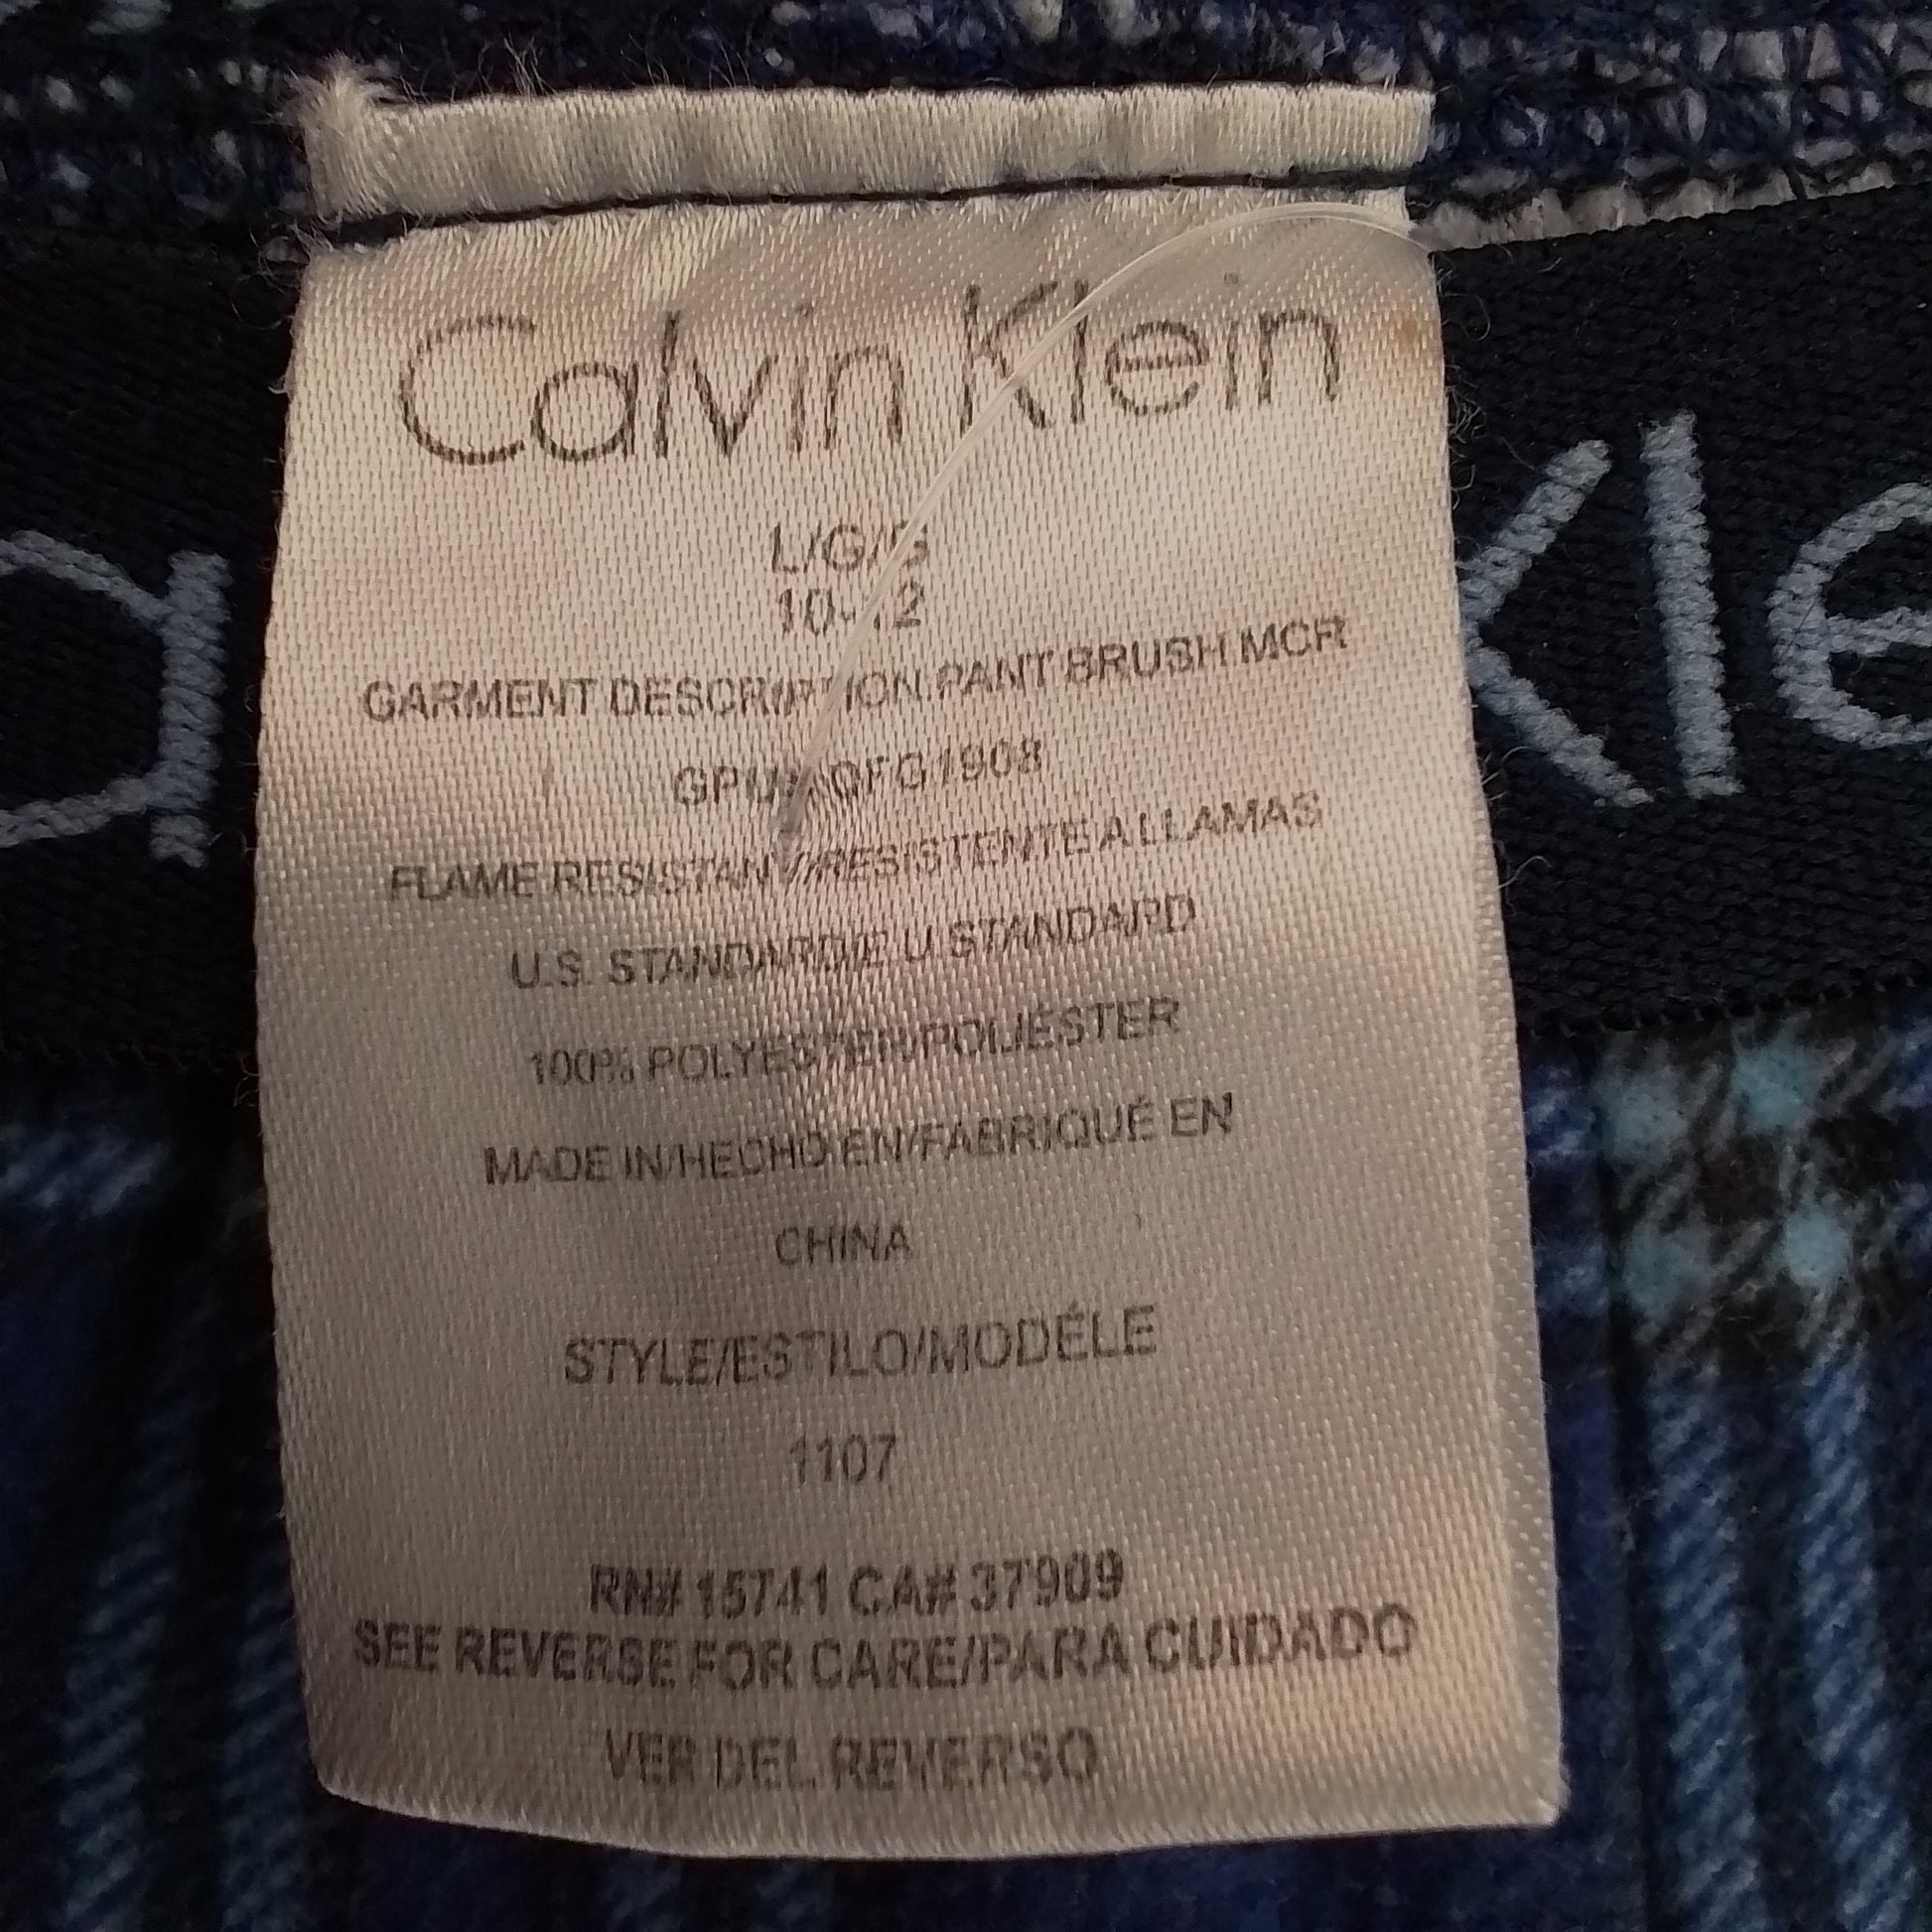 Calvin Klein
L/G/G
10-12
GARMENT DESCRIPTION.PANT BRUSH MCR
FLAME RESISTANT/RESISTENTE A LLAMAS
U.S. STANDARD/E U STANDARD
100% POLYESTER/POLIÉSTER
MADE IN/HECHO EN/FABRIQUÉ EN
CHINA
STYLE/ESTILO/MODÉLE
1107
RN# 15741 CA# 37909
SEE REVERSE FOR CARE/PARA CUIDADO
VER DEL REVERSO
a
Kle